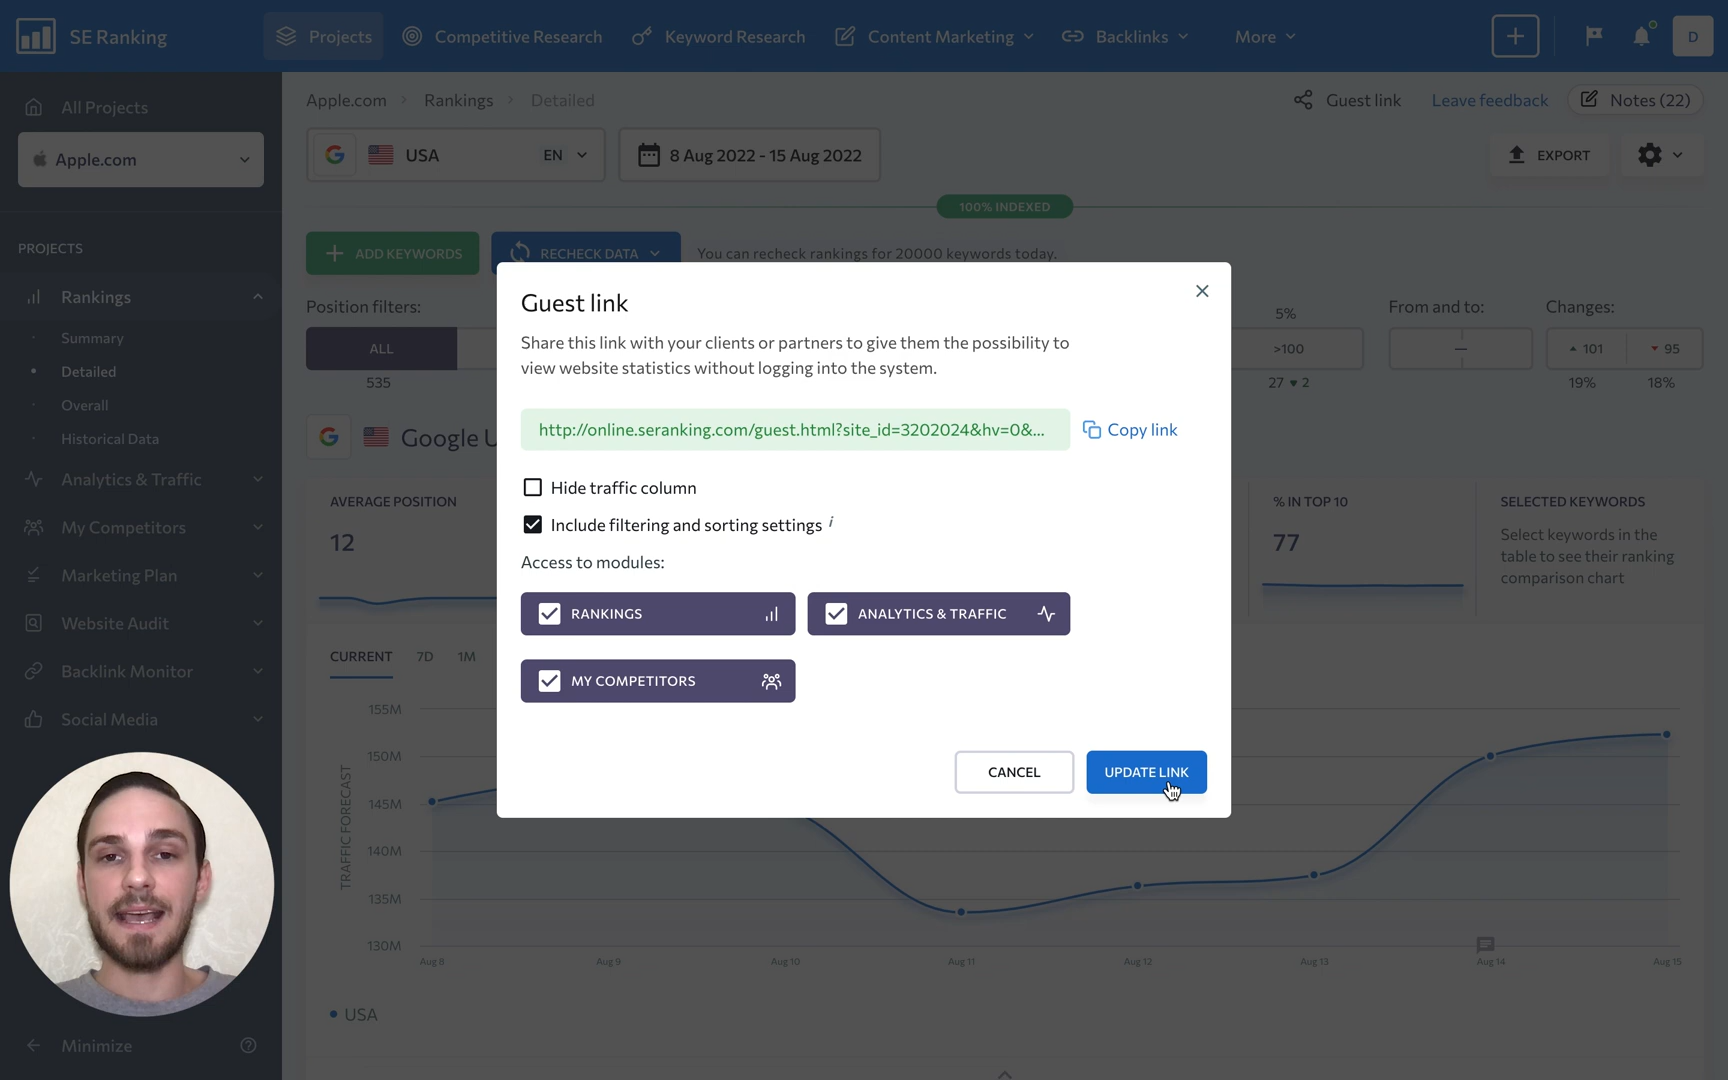 SE Ranking
Projects
Competitive Research
Keyword Research
Content Marketing
Backlinks
More
D
All Projects
Apple.com
PROJECTS
Rankings
Summary
Detailed
Overall
Historical Data
Analytics & Traffic
My Competitors
Marketing Plan
Website Audit
Backlink Monitor
Social Media
Minimize
Apple.com > Rankings > Detailed
Guest link
Leave feedback
Notes (22)
USA EN
8 Aug 2022 - 15 Aug 2022
EXPORT
100% INDEXED
ADD KEYWORDS
RECHECK DATA
You can recheck rankings for 20000 keywords today.
Position filters:
ALL
535
5%
>100
27 ▾ 2
From and to:
—
Changes:
▴ 101
▾ 95
19%
18%
Google U
AVERAGE POSITION
12
% IN TOP 10
77
SELECTED KEYWORDS
Select keywords in the
table to see their ranking
comparison chart
CURRENT 7D 1M
TRAFFIC FORECAST
155M
150M
145M
140M
135M
130M
Aug 8 Aug 9 Aug 10 Aug 11 Aug 12 Aug 13 Aug 14 Aug 15
USA
Guest link
Share this link with your clients or partners to give them the possibility to
view website statistics without logging into the system.
http://online.seranking.com/guest.html?site_id=3202024&hv=0&...
Copy link
Hide traffic column
Include filtering and sorting settings i
Access to modules:
RANKINGS
ANALYTICS & TRAFFIC
MY COMPETITORS
CANCEL
UPDATE LINK